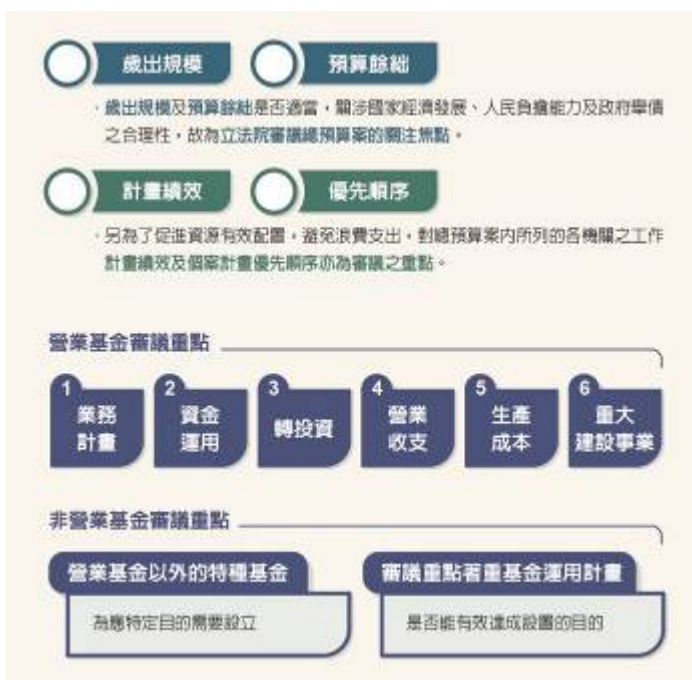 歲出規模
預算餘絀
·歲出規模及預算餘絀是否適當，關涉國家經濟發展、人民負擔能力及政府舉債
之合理性，故為立法院審議總預算案的關注焦點。
計畫績效
優先順序
·另為了促進資源有效配置，避免浪費支出，對總預算案內所列的各機關之工作
計畫績效及個案計畫優先順序亦為審議之重點。
營業基金審議重點
1
業務
計畫
2
資金
運用
3
轉投資
4
營業
收支
5
生產
成本
6
重大
建設事業
非營業基金審議重點
營業基金以外的特種基金
為應特定目的需要設立
審議重點著重基金運用計畫
是否能有效達成設置的目的